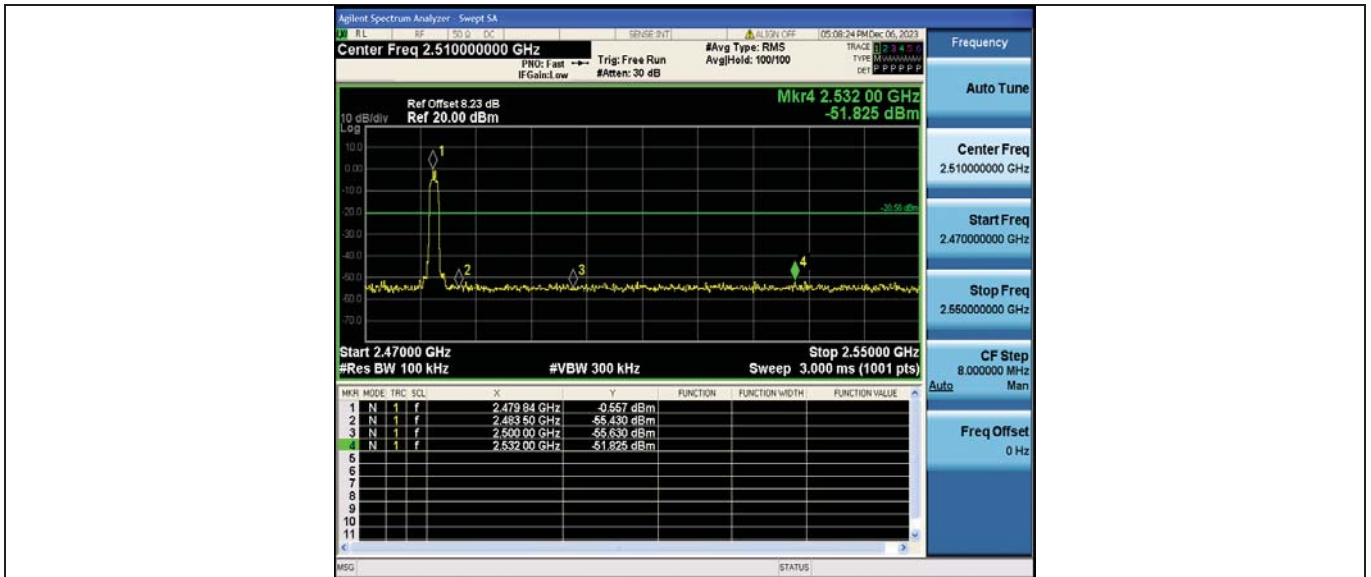 Agilent Spectrum Analyzer - Swept SA
RL RF 50 Ω DC SENSE:INT ALIGN OFF 05:08:24 PM Dec 06, 2023
Center Freq 2.510000000 GHz
PNO: Fast
IFGain:Low
Trig: Free Run
#Atten: 30 dB
#Avg Type: RMS
Avg|Hold: 100/100
TRACE 1 2 3 4 5 6
TYPE M
DET P P P P P P
Ref Offset 8.23 dB
10 dB/div Ref 20.00 dBm
Log
Mkr4 2.532 00 GHz
-51.825 dBm
10.0
0.00
-10.0
-20.0
-30.0
-40.0
-50.0
-60.0
-70.0
1
2
3
4
-20.56 dBm
Start 2.47000 GHz
#Res BW 100 kHz
#VBW 300 kHz
Stop 2.55000 GHz
Sweep 3.000 ms (1001 pts)
MKR MODE TRC SCL X Y FUNCTION FUNCTION WIDTH FUNCTION VALUE
1 N 1 f 2.479 84 GHz -0.557 dBm
2 N 1 f 2.483 50 GHz -55.430 dBm
3 N 1 f 2.500 00 GHz -55.630 dBm
4 N 1 f 2.532 00 GHz -51.825 dBm
5
6
7
8
9
10
11
MSG STATUS
Frequency
Auto Tune
Center Freq
2.510000000 GHz
Start Freq
2.470000000 GHz
Stop Freq
2.550000000 GHz
CF Step
8.000000 MHz
Auto Man
Freq Offset
0 Hz